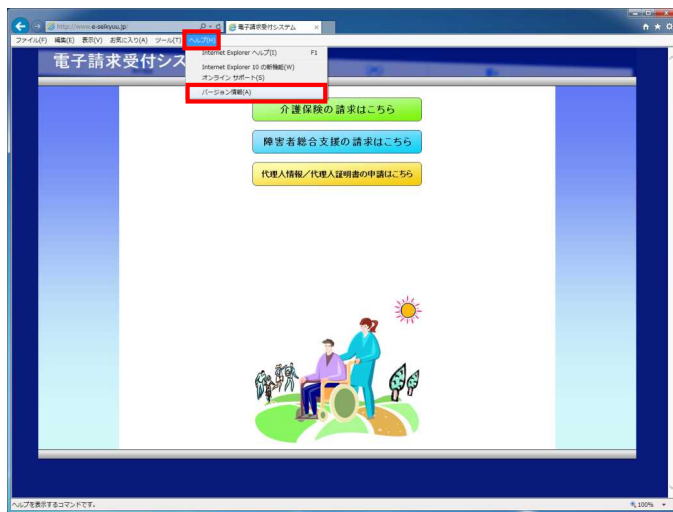 http://www.e-seikyuu.jp/
電子請求受付システム
ファイル(F) 編集(E) 表示(V) お気に入り(A) ツール(T) ヘルプ(H)
Internet Explorer ヘルプ(I) F1
Internet Explorer 10 の新機能(W)
オンライン サポート(S)
バージョン情報(A)
電子請求受付シス
介護保険の請求はこちら
障害者総合支援の請求はこちら
代理人情報/代理人証明書の申請はこちら
ヘルプを表示するコマンドです。
100%